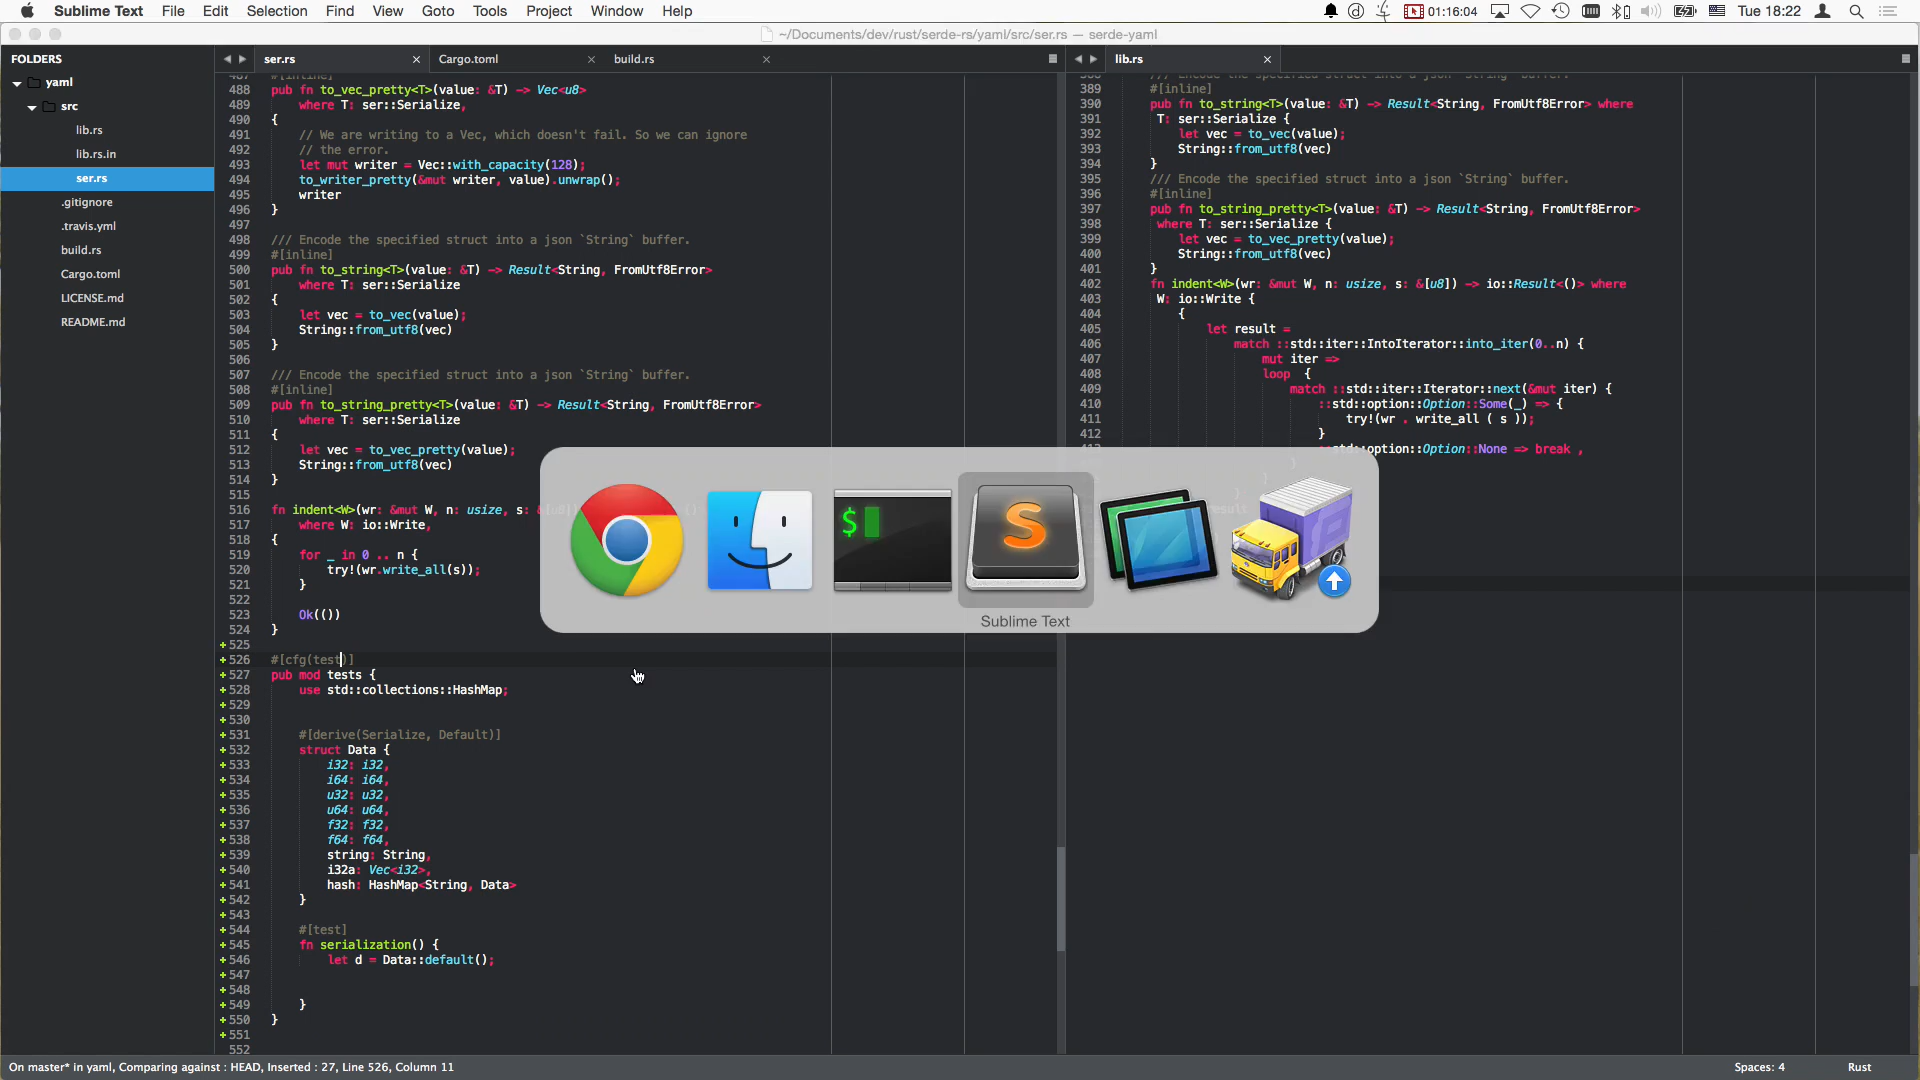 Sublime Text File Edit Selection Find View Goto Tools Project Window Help 01:16:04 Tue 18:22
~/Documents/dev/rust/serde-rs/yaml/src/ser.rs — serde-yaml
FOLDERS
yaml
src
lib.rs
lib.rs.in
ser.rs
.gitignore
.travis.yml
build.rs
Cargo.toml
LICENSE.md
README.md
ser.rs Cargo.toml build.rs
487 #[inline]
488 pub fn to_vec_pretty<T>(value: &T) -> Vec<u8>
489 where T: ser::Serialize,
490 {
491 // We are writing to a Vec, which doesn't fail. So we can ignore
492 // the error.
493 let mut writer = Vec::with_capacity(128);
494 to_writer_pretty(&mut writer, value).unwrap();
495 writer
496 }
497
498 /// Encode the specified struct into a json `String` buffer.
499 #[inline]
500 pub fn to_string<T>(value: &T) -> Result<String, FromUtf8Error>
501 where T: ser::Serialize
502 {
503 let vec = to_vec(value);
504 String::from_utf8(vec)
505 }
506
507 /// Encode the specified struct into a json `String` buffer.
508 #[inline]
509 pub fn to_string_pretty<T>(value: &T) -> Result<String, FromUtf8Error>
510 where T: ser::Serialize
511 {
512 let vec = to_vec_pretty(value);
513 String::from_utf8(vec)
514 }
515
516 fn indent<W>(wr: &mut W, n: usize, s: &[u8])
517 where W: io::Write,
518 {
519 for _ in 0 .. n {
520 try!(wr.write_all(s));
521 }
522
523 Ok(())
524 }
525
526 #[cfg(test)]
527 pub mod tests {
528 use std::collections::HashMap;
529
530
531 #[derive(Serialize, Default)]
532 struct Data {
533 i32: i32,
534 i64: i64,
535 u32: u32,
536 u64: u64,
537 f32: f32,
538 f64: f64,
539 string: String,
540 i32a: Vec<i32>,
541 hash: HashMap<String, Data>
542 }
543
544 #[test]
545 fn serialization() {
546 let d = Data::default();
547
548
549 }
550 }
551
552
lib.rs
388 /// Encode the specified struct into a json `String` buffer.
389 #[inline]
390 pub fn to_string<T>(value: &T) -> Result<String, FromUtf8Error> where
391 T: ser::Serialize {
392 let vec = to_vec(value);
393 String::from_utf8(vec)
394 }
395 /// Encode the specified struct into a json `String` buffer.
396 #[inline]
397 pub fn to_string_pretty<T>(value: &T) -> Result<String, FromUtf8Error>
398 where T: ser::Serialize {
399 let vec = to_vec_pretty(value);
400 String::from_utf8(vec)
401 }
402 fn indent<W>(wr: &mut W, n: usize, s: &[u8]) -> io::Result<()> where
403 W: io::Write {
404 {
405 let result =
406 match ::std::iter::IntoIterator::into_iter(0..n) {
407 mut iter =>
408 loop {
409 match ::std::iter::Iterator::next(&mut iter) {
410 ::std::option::Option::Some(_) => {
411 try!(wr . write_all ( s ));
412 }
option::Option::None => break ,
Sublime Text
On master* in yaml, Comparing against : HEAD, Inserted : 27, Line 526, Column 11
Spaces: 4 Rust